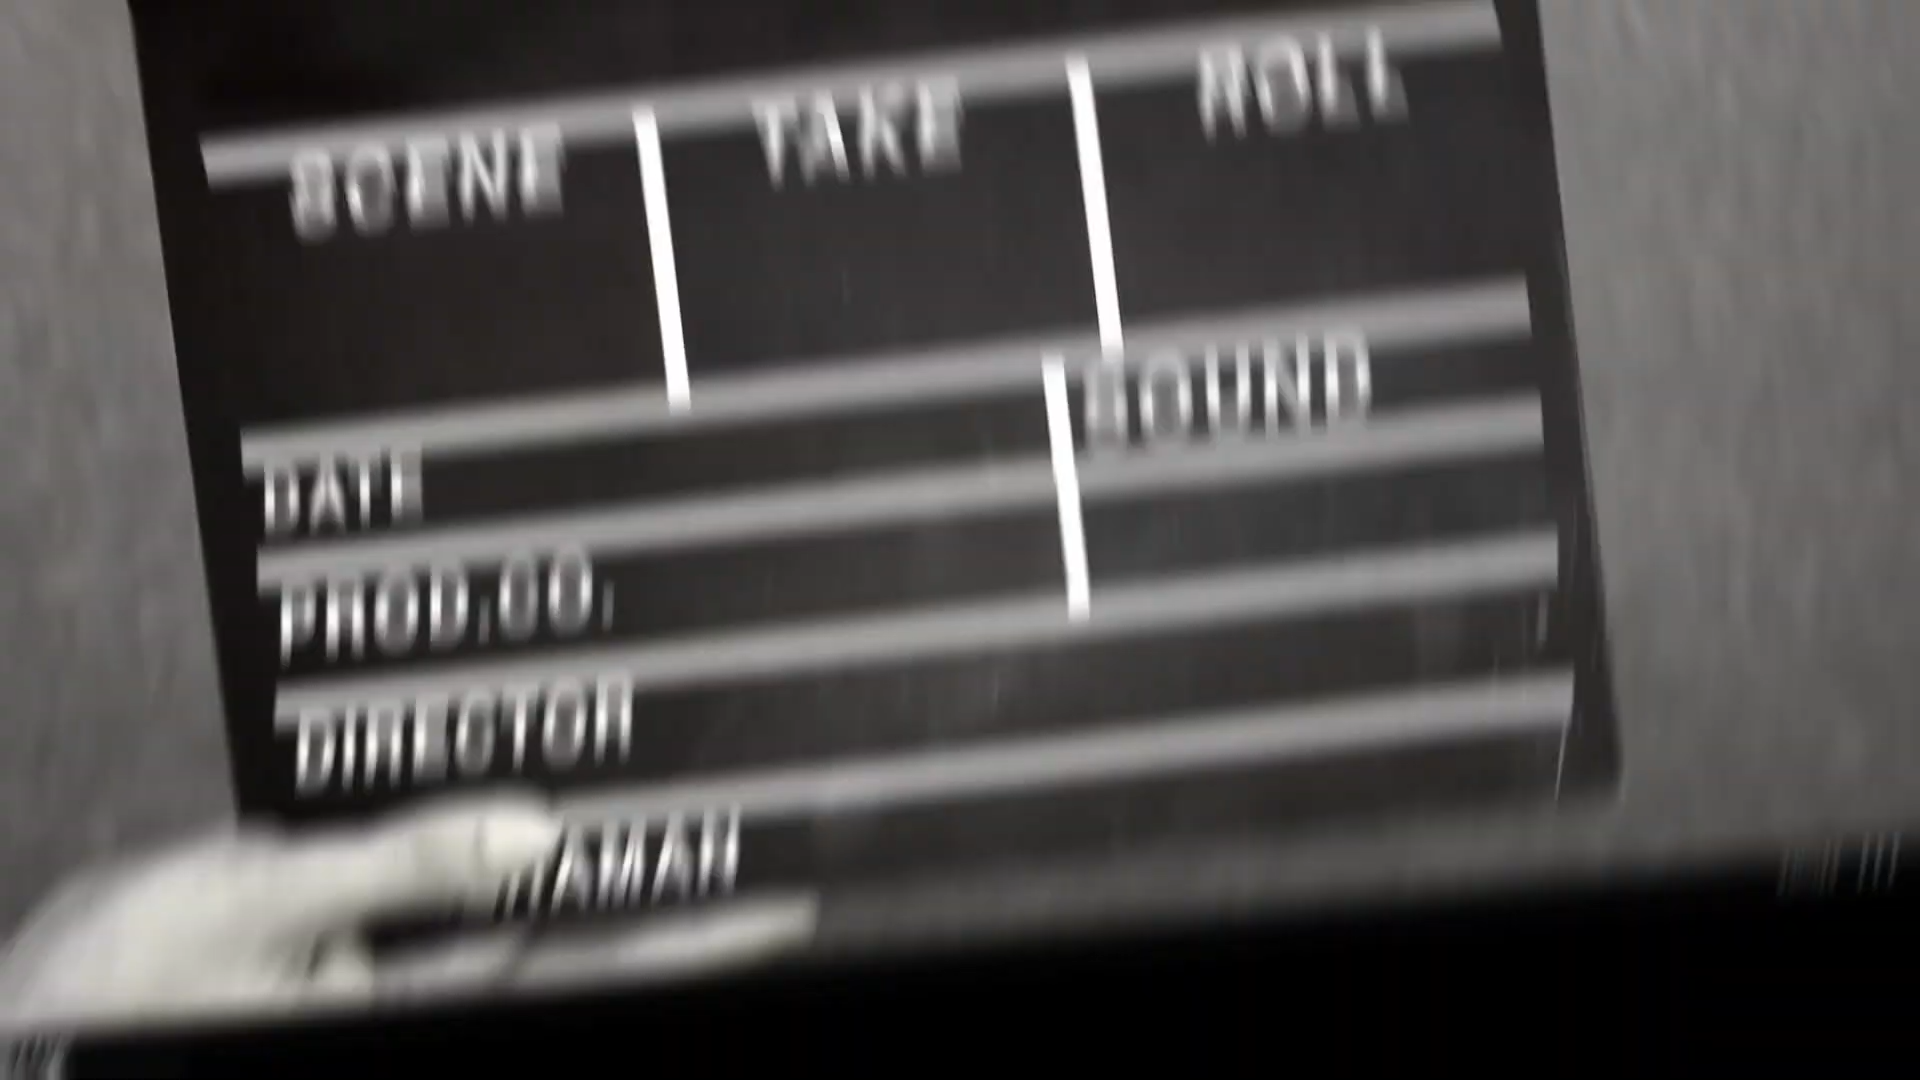 SCENE TAKE ROLL
DATE SOUND
PROD.CO.
DIRECTOR